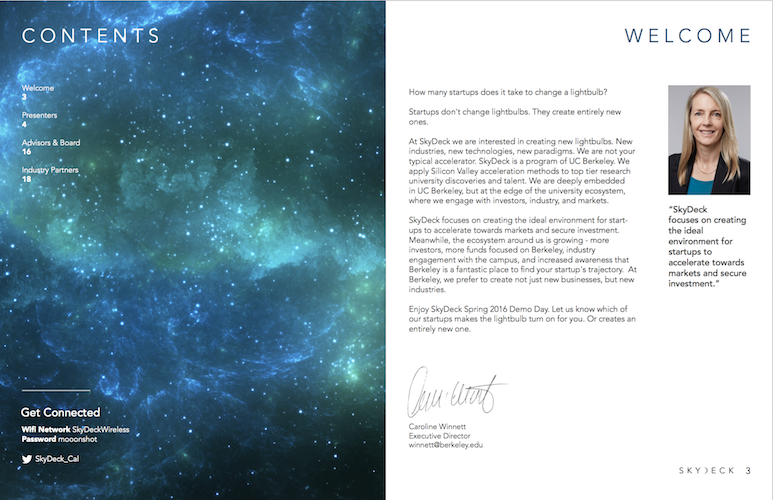 CONTENTS
Welcome
3
Presenters
4
Advisors & Board
16
Industry Partners
18
Get Connected
Wifi Network SkyDeckWireless
Password mooonshot
SkyDeck_Cal
WELCOME
How many startups does it take to change a lightbulb?
Startups don't change lightbulbs. They create entirely new
ones.
At SkyDeck we are interested in creating new lightbulbs. New
industries, new technologies, new paradigms. We are not your
typical accelerator. SkyDeck is a program of UC Berkeley. We
apply Silicon Valley acceleration methods to top tier research
university discoveries and talent. We are deeply embedded
in UC Berkeley, but at the edge of the university ecosystem,
where we engage with investors, industry, and markets.
SkyDeck focuses on creating the ideal environment for start-
ups to accelerate towards markets and secure investment.
Meanwhile, the ecosystem around us is growing - more
investors, more funds focused on Berkeley, industry
engagement with the campus, and increased awareness that
Berkeley is a fantastic place to find your startup's trajectory. At
Berkeley, we prefer to create not just new businesses, but new
industries.
Enjoy SkyDeck Spring 2016 Demo Day. Let us know which of
our startups makes the lightbulb turn on for you. Or creates an
entirely new one.
Caroline Winnett
Executive Director
winnett@berkeley.edu
“SkyDeck
focuses on creating
the ideal
environment for
startups to
accelerate towards
markets and secure
investment.”
SKYDECK 3